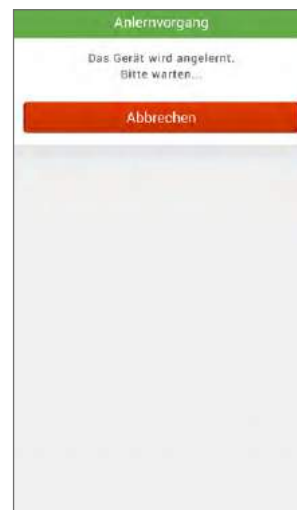 Anlernvorgang
Das Gerät wird angelernt.
Bitte warten...
Abbrechen